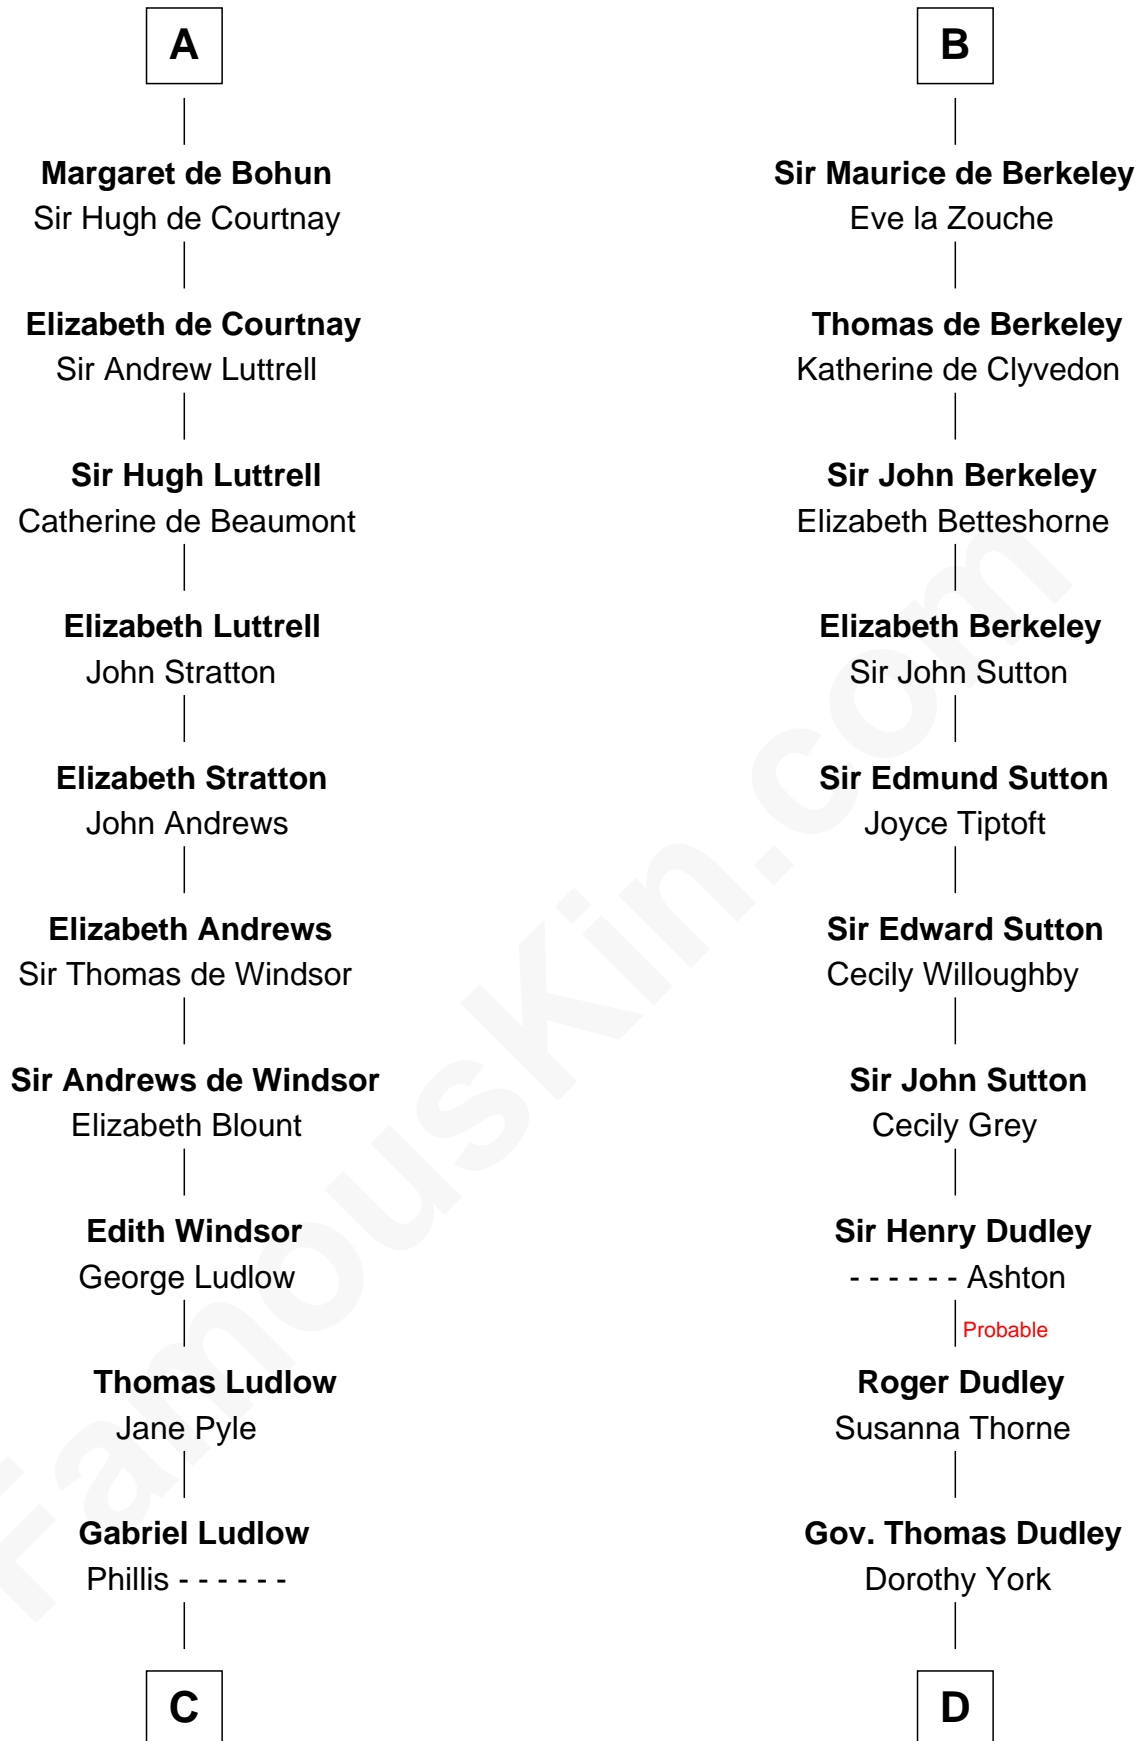 A
Margaret de Bohun
Sir Hugh de Courtnay
Elizabeth de Courtnay
Sir Andrew Luttrell
Sir Hugh Luttrell
Catherine de Beaumont
Elizabeth Luttrell
John Stratton
Elizabeth Stratton
John Andrews
Elizabeth Andrews
Sir Thomas de Windsor
Sir Andrews de Windsor
Elizabeth Blount
Edith Windsor
George Ludlow
Thomas Ludlow
Jane Pyle
Gabriel Ludlow
Phillis - - - - - -
C
B
Sir Maurice de Berkeley
Eve la Zouche
Thomas de Berkeley
Katherine de Clyvedon
Sir John Berkeley
Elizabeth Betteshorne
Elizabeth Berkeley
Sir John Sutton
Sir Edmund Sutton
Joyce Tiptoft
Sir Edward Sutton
Cecily Willoughby
Sir John Sutton
Cecily Grey
Sir Henry Dudley
- - - - - - Ashton
Probable
Roger Dudley
Susanna Thorne
Gov. Thomas Dudley
Dorothy York
D
FamousKin.com